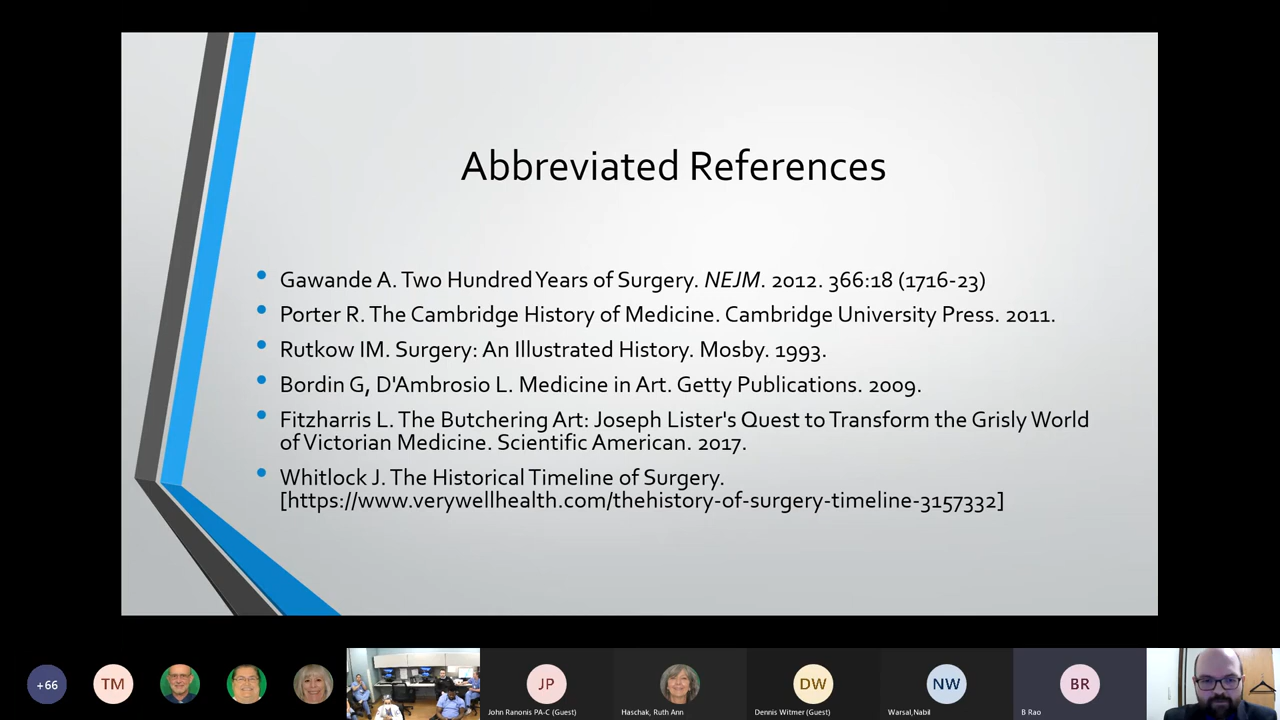 Abbreviated References
Gawande A. Two Hundred Years of Surgery. NEJM. 2012. 366:18 (1716-23)
Porter R. The Cambridge History of Medicine. Cambridge University Press. 2011.
Rutkow IM. Surgery: An Illustrated History. Mosby. 1993.
Bordin G, D'Ambrosio L. Medicine in Art. Getty Publications. 2009.
Fitzharris L. The Butchering Art: Joseph Lister's Quest to Transform the Grisly World
of Victorian Medicine. Scientific American. 2017.
Whitlock J. The Historical Timeline of Surgery.
[https://www.verywellhealth.com/thehistory-of-surgery-timeline-3157332]
+66
TM
JP
DW
NW
BR
John Ranonis PA-C (Guest)
Haschak, Ruth Ann
Dennis Witmer (Guest)
Warsal,Nabil
B Rao